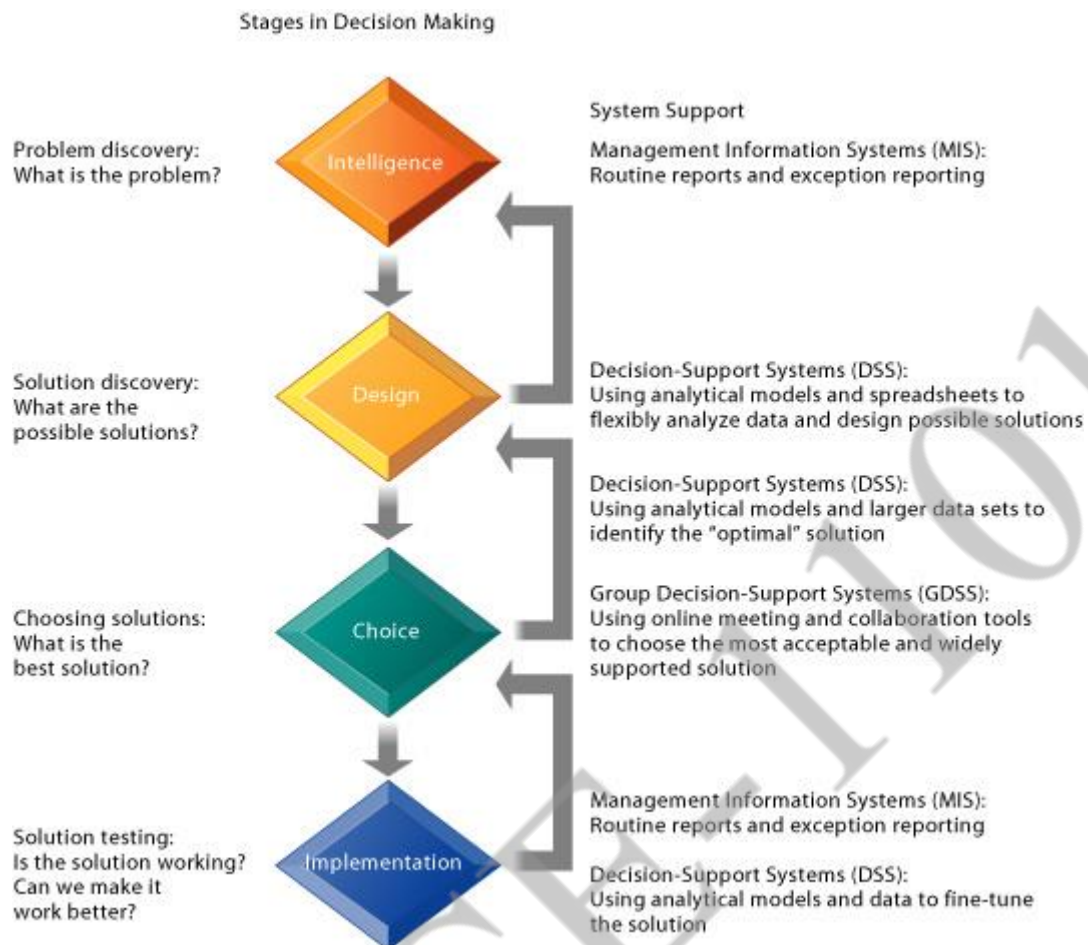 Stages in Decision Making
System Support
Problem discovery:
What is the problem?
Intelligence
Management Information Systems (MIS):
Routine reports and exception reporting
Solution discovery:
What are the
possible solutions?
Design
Decision-Support Systems (DSS):
Using analytical models and spreadsheets to
flexibly analyze data and design possible solutions
Decision-Support Systems (DSS):
Using analytical models and larger data sets to
identify the “optimal” solution
Choosing solutions:
What is the
best solution?
Choice
Group Decision-Support Systems (GDSS):
Using online meeting and collaboration tools
to choose the most acceptable and widely
supported solution
Solution testing:
Is the solution working?
Can we make it
work better?
Implementation
Management Information Systems (MIS):
Routine reports and exception reporting
Decision-Support Systems (DSS):
Using analytical models and data to fine-tune
the solution